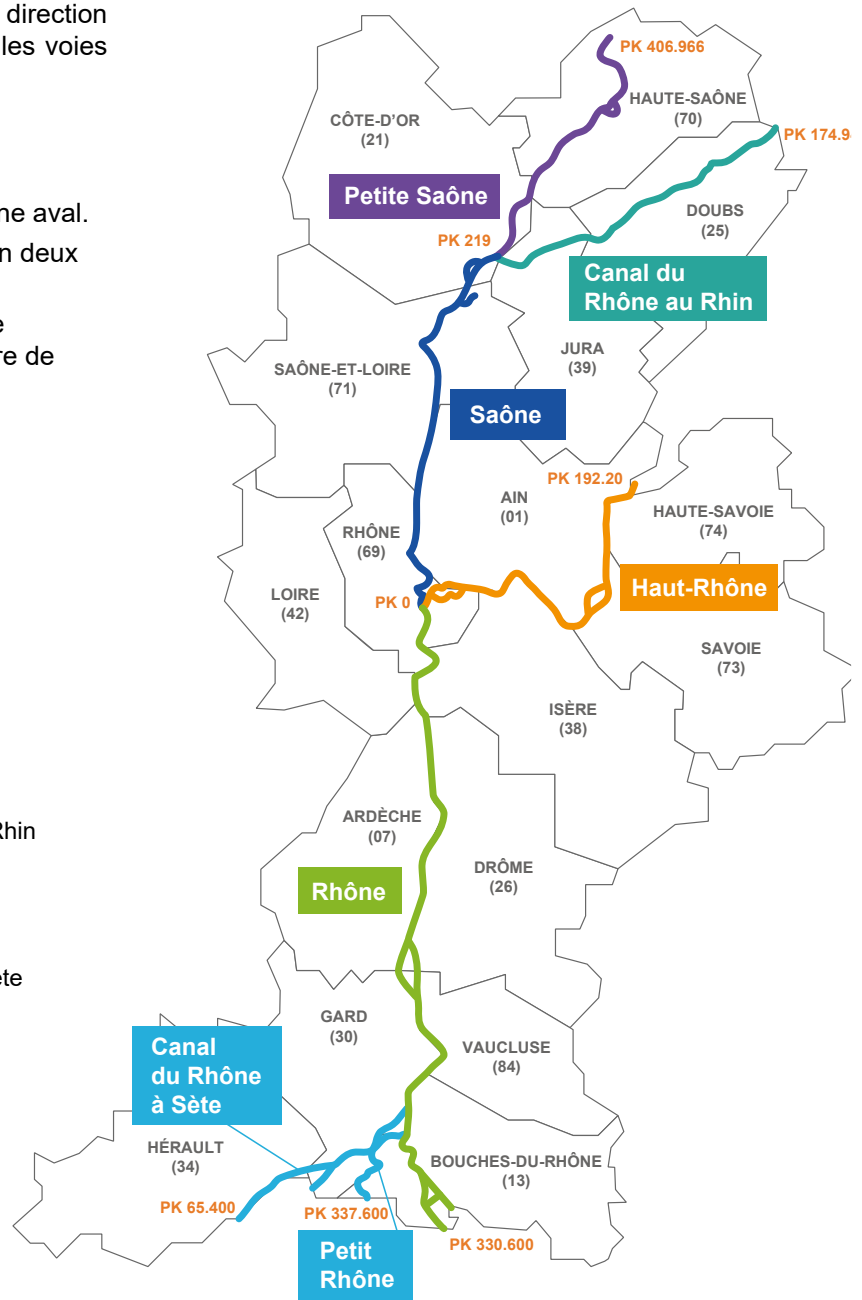 direction
les voies
ne aval.
n deux
e
re de
Rhin
ète
PK 406.966
HAUTE-SAÔNE
(70)
CÔTE-D'OR
(21)
PK 174.9
Petite Saône
DOUBS
(25)
PK 219
Canal du
Rhône au Rhin
JURA
(39)
SAÔNE-ET-LOIRE
(71)
Saône
PK 192.20
AIN
(01)
HAUTE-SAVOIE
(74)
RHÔNE
(69)
Haut-Rhône
LOIRE
(42)
PK 0
SAVOIE
(73)
ISÈRE
(38)
ARDÈCHE
(07)
DRÔME
(26)
Rhône
GARD
(30)
VAUCLUSE
(84)
Canal
du Rhône
à Sète
HÉRAULT
(34)
BOUCHES-DU-RHÔNE
(13)
PK 65.400
PK 337.600
PK 330.600
Petit
Rhône